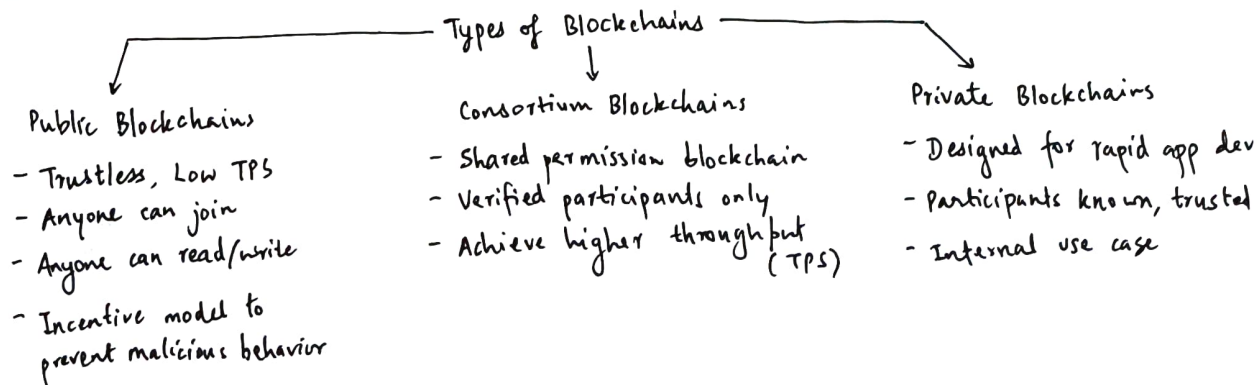 Types of Blockchains
Public Blockchains
- Trustless, Low TPS
- Anyone can join
- Anyone can read/write
- Incentive model to
prevent malicious behavior
Consortium Blockchains
- Shared permission blockchain
- Verified participants only
- Achieve higher throughput
(TPS)
Private Blockchains
- Designed for rapid app dev
- Participants known, trusted
- Internal use case